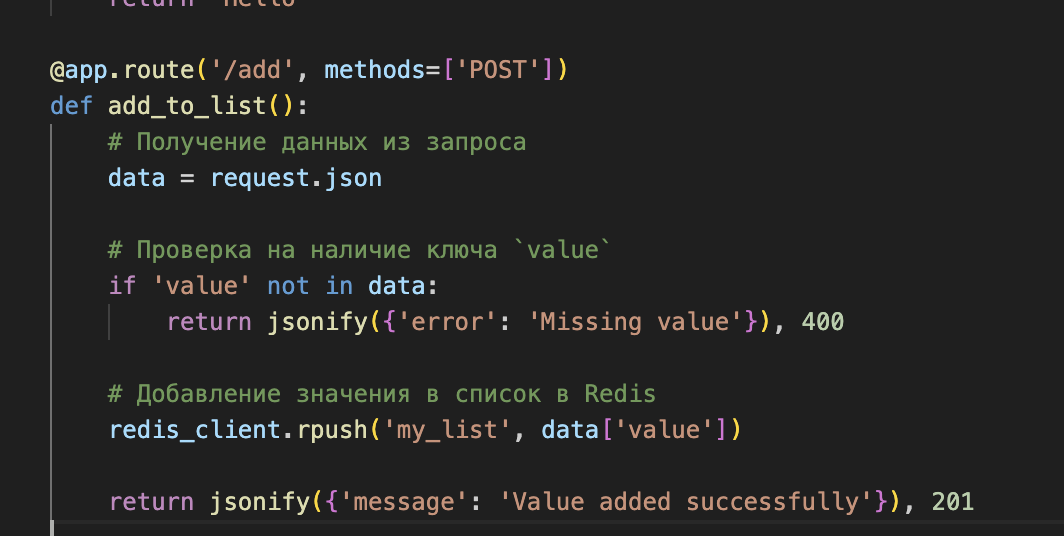 return 'Hello'
@app.route('/add', methods=['POST'])
def add_to_list():
# Получение данных из запроса
data = request.json
# Проверка на наличие ключа `value`
if 'value' not in data:
return jsonify({'error': 'Missing value'}), 400
# Добавление значения в список в Redis
redis_client.rpush('my_list', data['value'])
return jsonify({'message': 'Value added successfully'}), 201